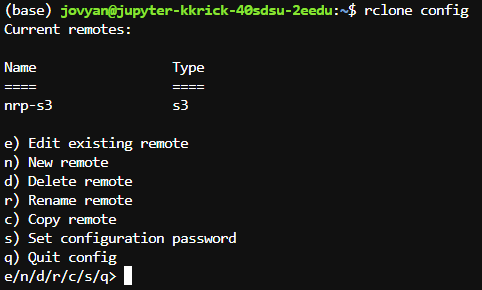 (base) jovyan@jupyter-kkrick-40sdsu-2eedu:~$ rclone config
Current remotes:
Name                 Type
====                 ====
nrp-s3               s3
e) Edit existing remote
n) New remote
d) Delete remote
r) Rename remote
c) Copy remote
s) Set configuration password
q) Quit config
e/n/d/r/c/s/q>